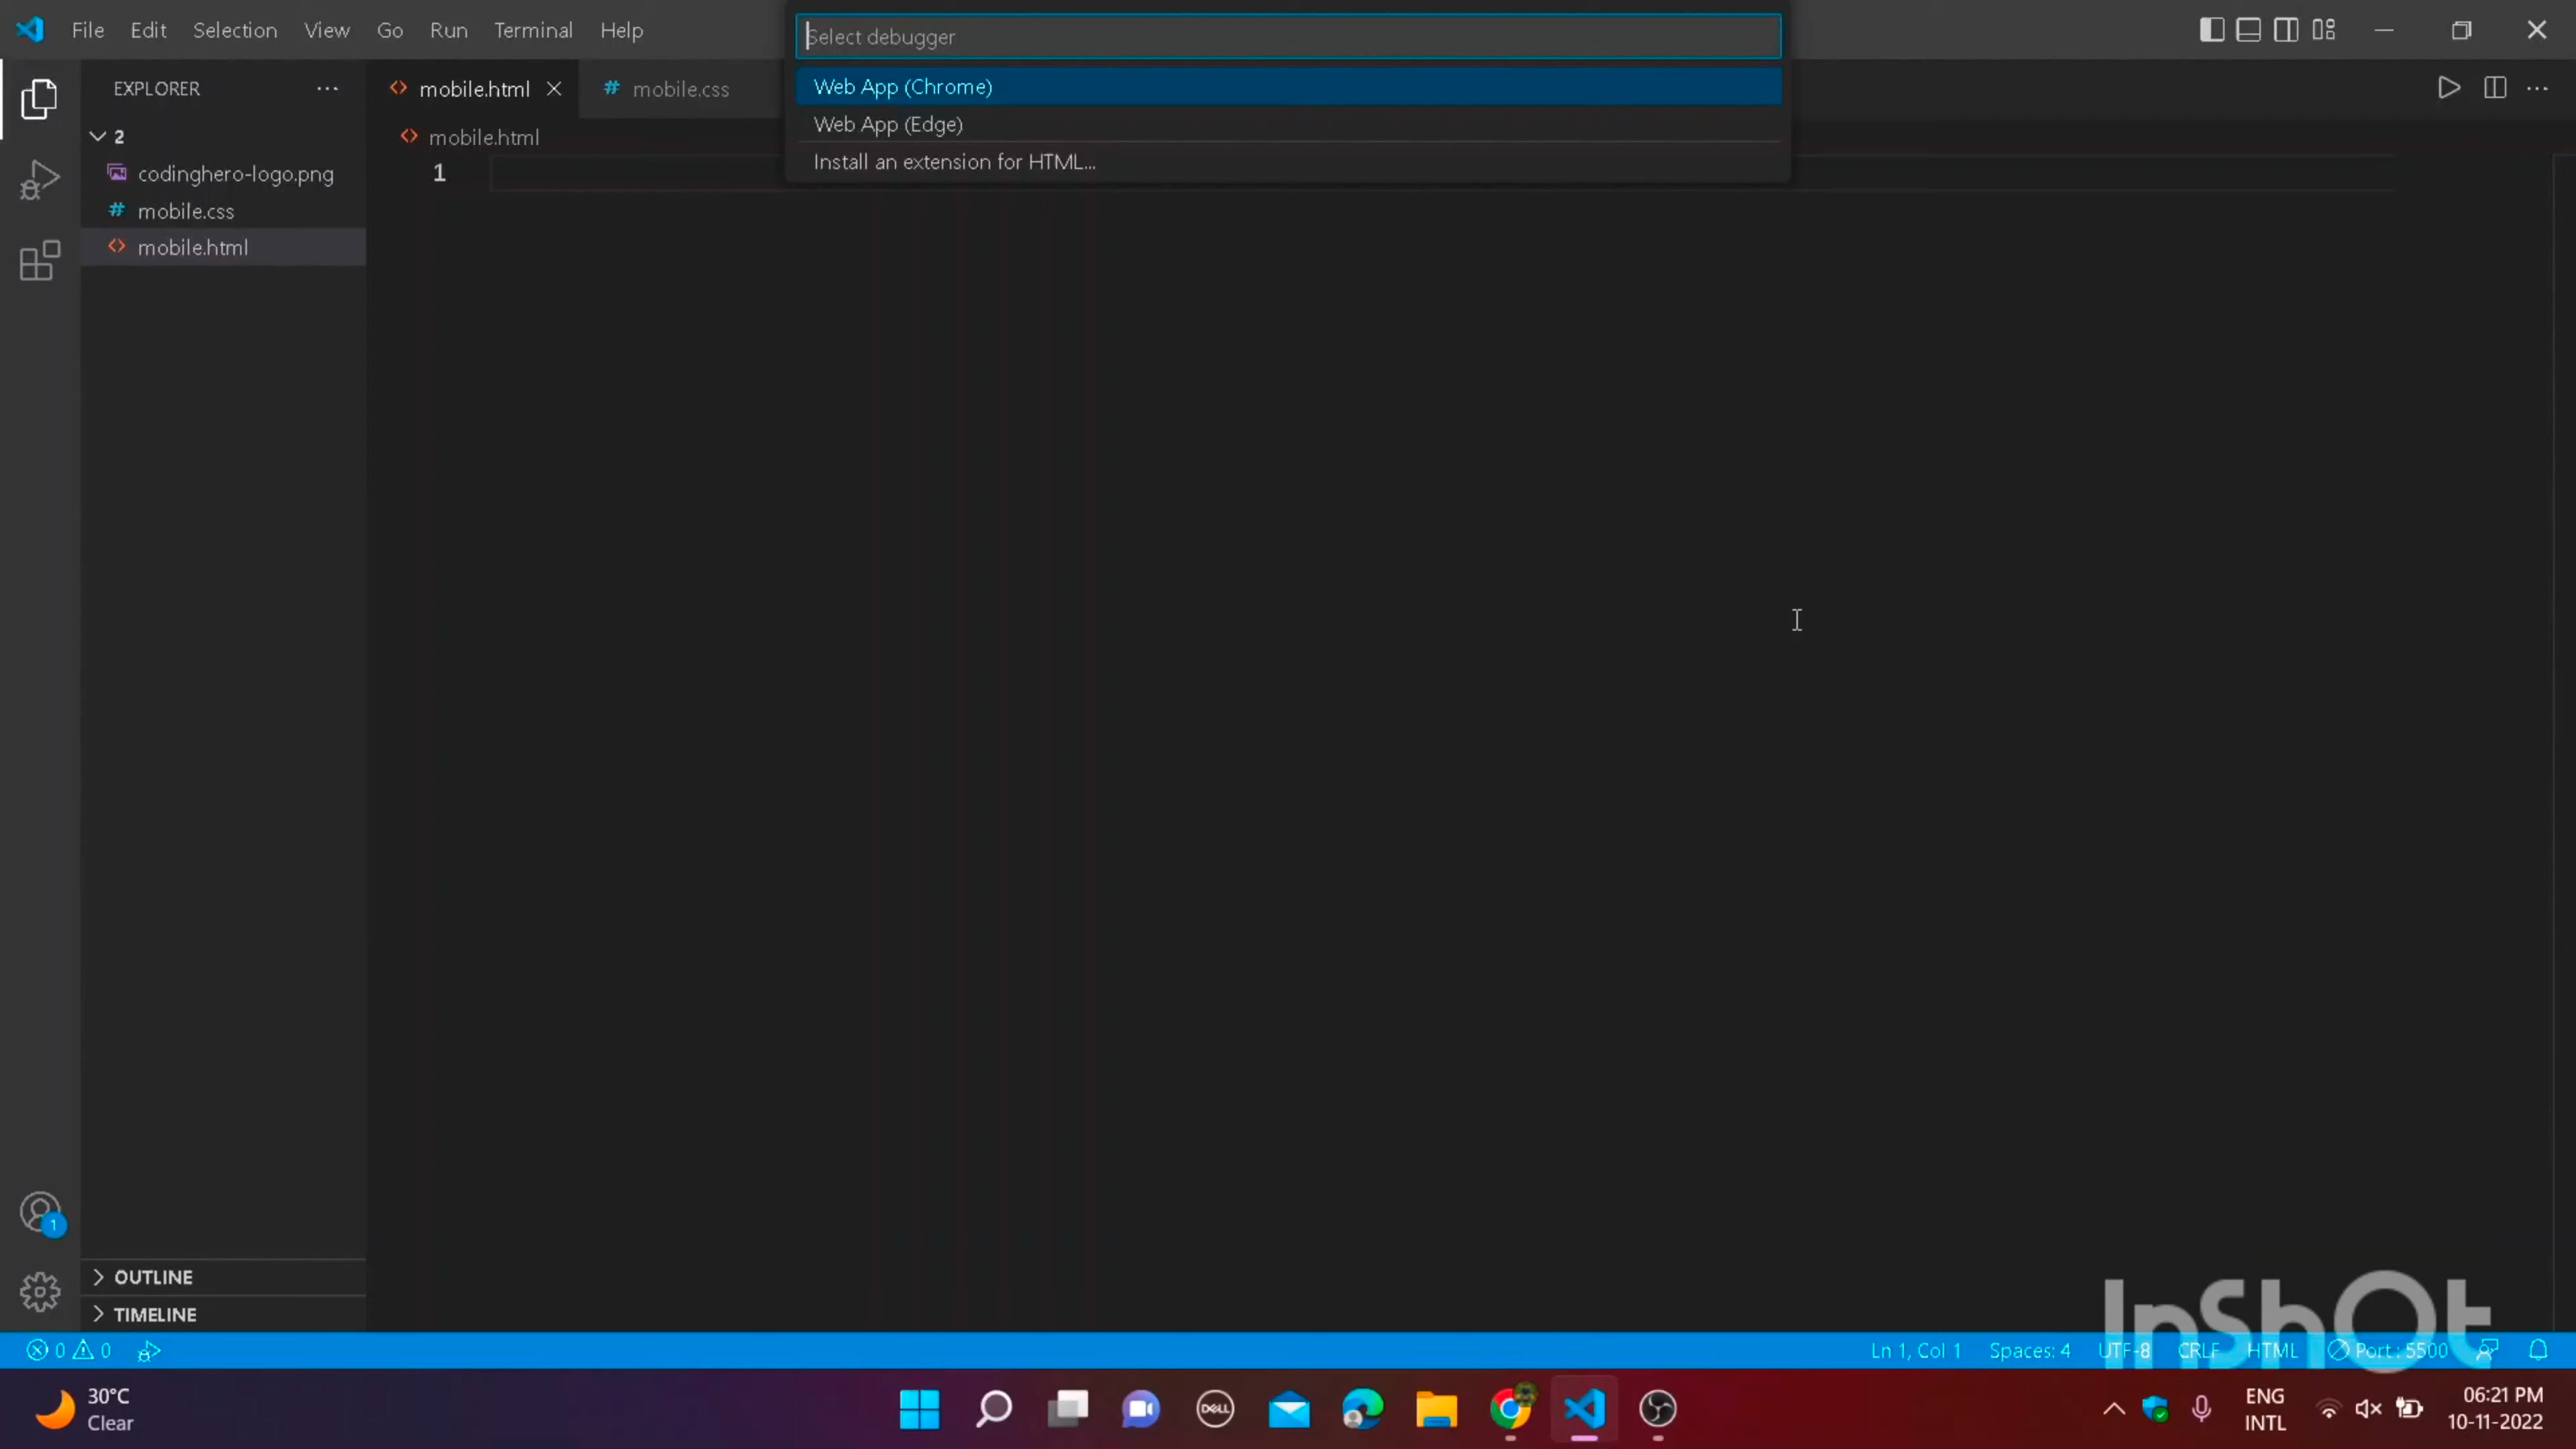 File Edit Selection View Go Run Terminal Help
Select debugger
Web App (Chrome)
Web App (Edge)
Install an extension for HTML...
EXPLORER
mobile.html
mobile.css
2
mobile.html
1
codinghero-logo.png
mobile.css
mobile.html
1
OUTLINE
TIMELINE
InShOt
0 0
Ln 1, Col 1 Spaces: 4 UTF-8 CRLF HTML Port : 5500
30°C
Clear
DELL
ENG
INTL
06:21 PM
10-11-2022